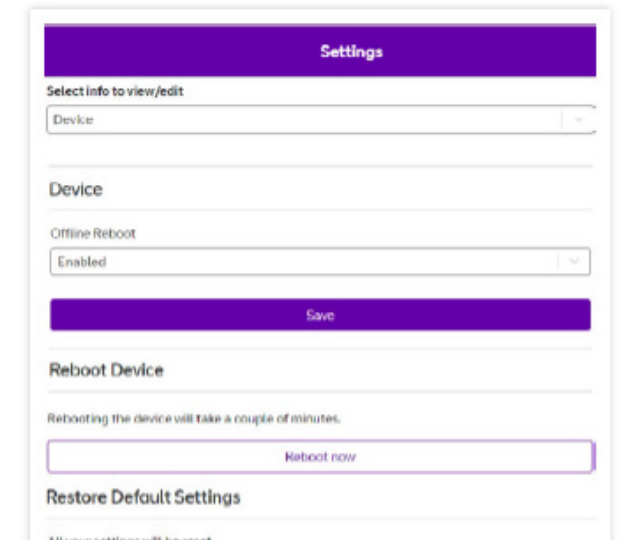 Settings
Select info to view/edit
Device
Device
Offline Reboot
Enabled
Save
Reboot Device
Rebooting the device will take a couple of minutes.
Reboot now
Restore Default Settings